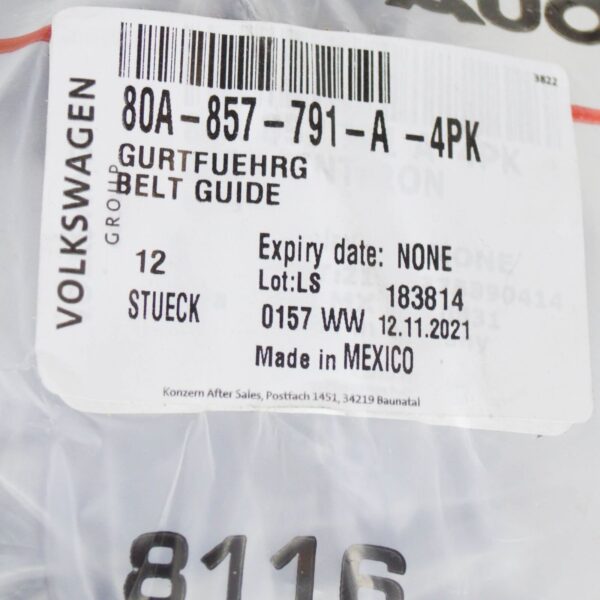 3822
80A-857-791-A -4PK
GURTFUEHRG
BELT GUIDE
VOLKSWAGEN
GROUP
12
STUECK
Expiry date: NONE
Lot:LS 183814
0157 WW 12.11.2021
Made in MEXICO
Konzern After Sales, Postfach 1451, 34219 Baunatal
8116